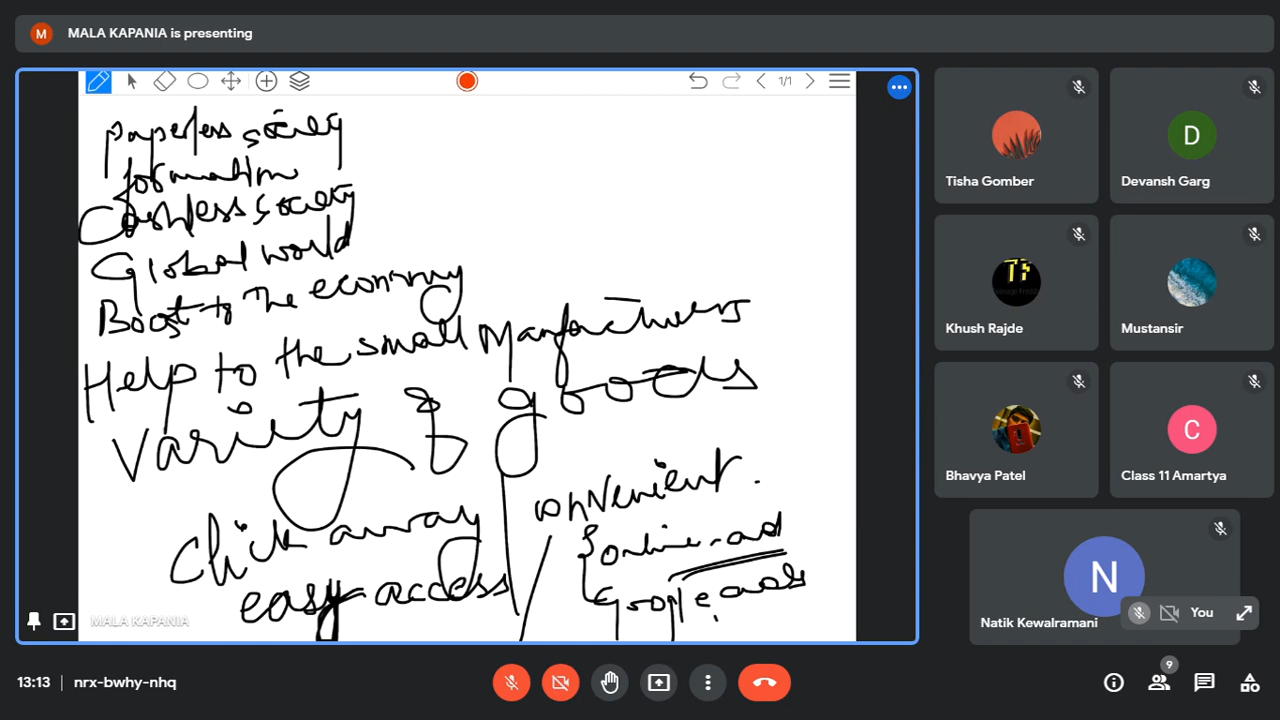 MALA KAPANIA is presenting
1/1
Paperless society
formation
Cashless society
Global world
Boost to the economy
Help to the small Manfacturers
Variety of goods
Click away
easy access
convenient.
online-ad
Google ads
MALA KAPANIA
Tisha Gomber
Devansh Garg
D
Khush Rajde
Mustansir
Bhavya Patel
Class 11 Amartya
C
Natik Kewalramani
N
You
M
13:13 | nrx-bwhy-nhq
9